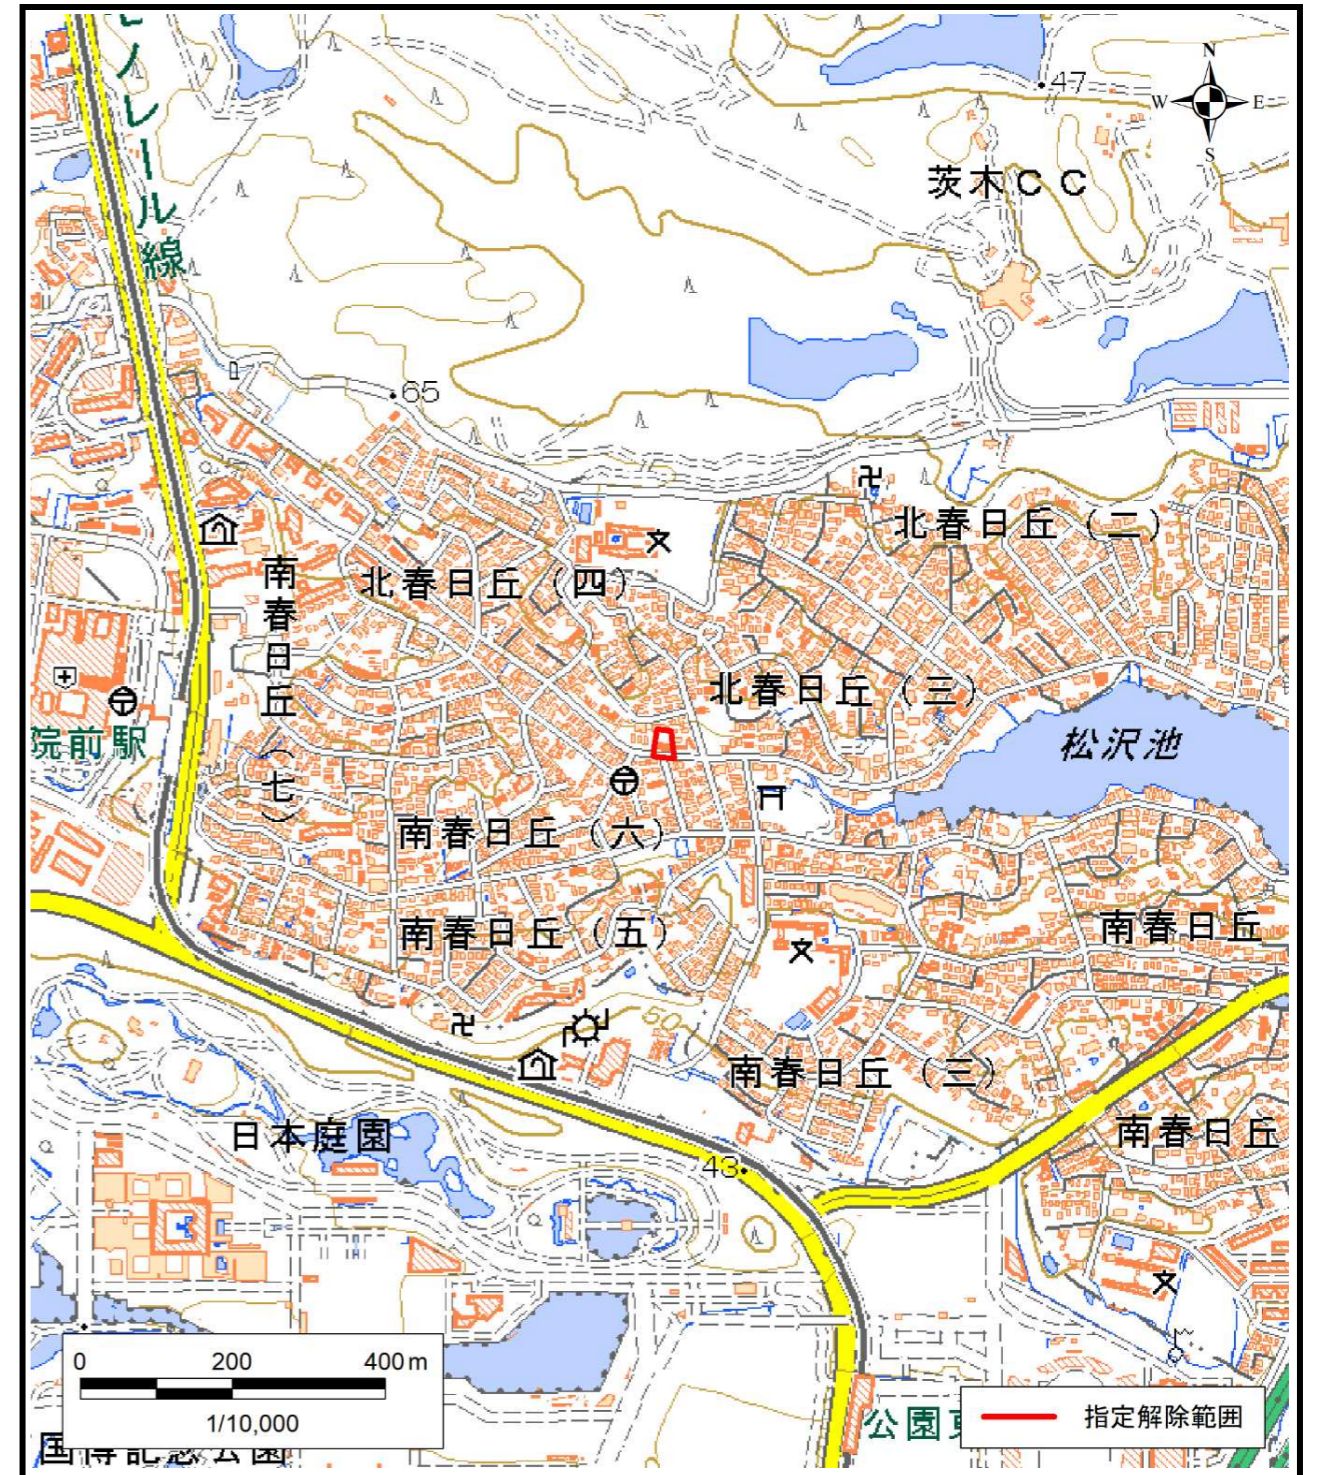 モノレール線
47
N
W
E
S
茨木CC
65
北春日丘(二)
南春日丘(七)
北春日丘(四)
北春日丘(三)
松沢池
院前駅
南春日丘(六)
南春日丘(五)
南春日丘
50
南春日丘(三)
日本庭園
南春日丘
43
0 200 400m
1/10,000
指定解除範囲
公園東